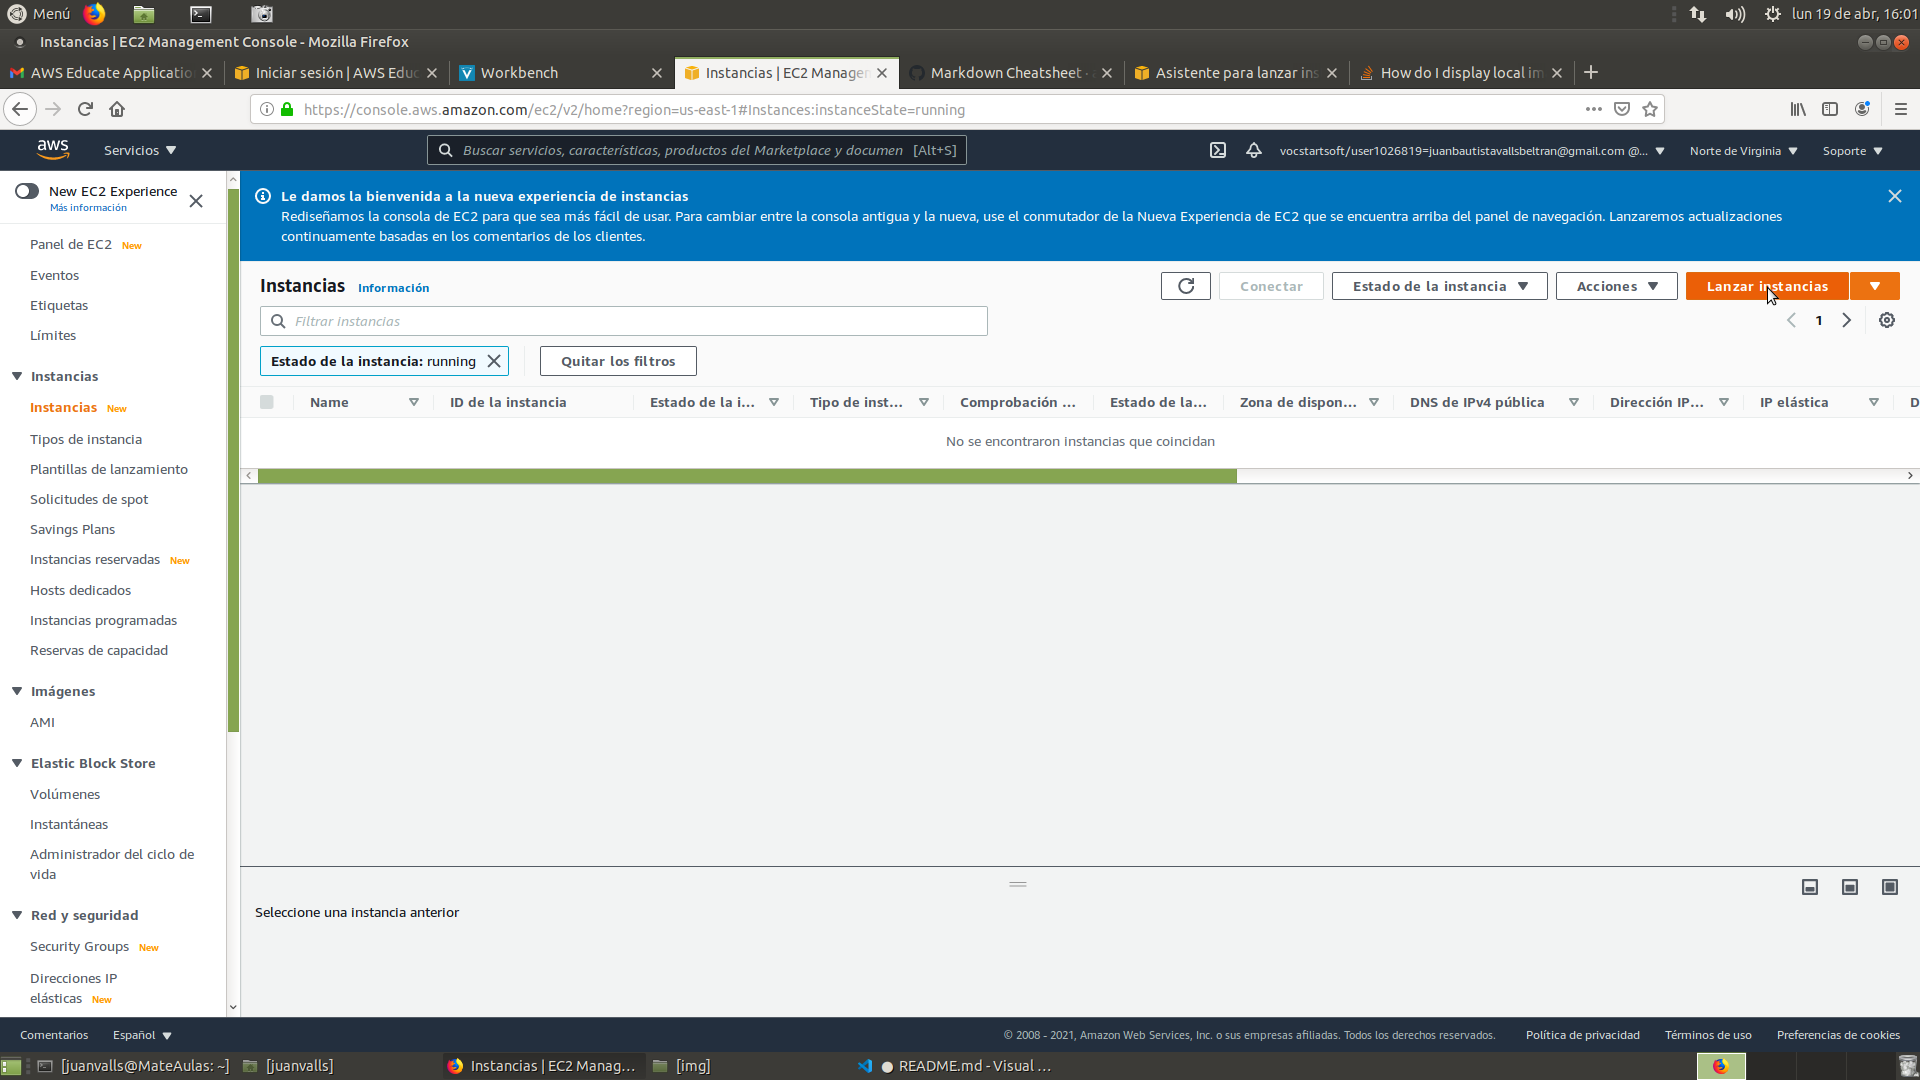 Menú
lun 19 de abr, 16:01
Instancias | EC2 Management Console - Mozilla Firefox
AWS Educate Applicatio
Iniciar sesión | AWS Educ
Workbench
Instancias | EC2 Manage
Markdown Cheatsheet ·
Asistente para lanzar in
How do I display local im
https://console.aws.amazon.com/ec2/v2/home?region=us-east-1#Instances:instanceState=running
aws
Servicios
Buscar servicios, características, productos del Marketplace y documen [Alt+S]
vocstartsoft/user1026819=juanbautistavallsbeltran@gmail.com @...
Norte de Virginia
Soporte
New EC2 Experience
Más información
Le damos la bienvenida a la nueva experiencia de instancias
Rediseñamos la consola de EC2 para que sea más fácil de usar. Para cambiar entre la consola antigua y la nueva, use el conmutador de la Nueva Experiencia de EC2 que se encuentra arriba del panel de navegación. Lanzaremos actualizaciones
continuamente basadas en los comentarios de los clientes.
Panel de EC2 New
Eventos
Etiquetas
Límites
Instancias
Instancias New
Tipos de instancia
Plantillas de lanzamiento
Solicitudes de spot
Savings Plans
Instancias reservadas New
Hosts dedicados
Instancias programadas
Reservas de capacidad
Imágenes
AMI
Elastic Block Store
Volúmenes
Instantáneas
Administrador del ciclo de
vida
Red y seguridad
Security Groups New
Direcciones IP
elásticas New
Instancias Información
Conectar
Estado de la instancia
Acciones
Lanzar instancias
Filtrar instancias
1
Estado de la instancia: running
Quitar los filtros
Name
ID de la instancia
Estado de la i...
Tipo de inst...
Comprobación ...
Estado de la...
Zona de dispon...
DNS de IPv4 pública
Dirección IP...
IP elástica
D
No se encontraron instancias que coincidan
Seleccione una instancia anterior
Comentarios
Español
© 2008 - 2021, Amazon Web Services, Inc. o sus empresas afiliadas. Todos los derechos reservados.
Política de privacidad
Términos de uso
Preferencias de cookies
[juanvalls@MateAulas: ~]
[juanvalls]
Instancias | EC2 Manag...
[img]
README.md - Visual ...